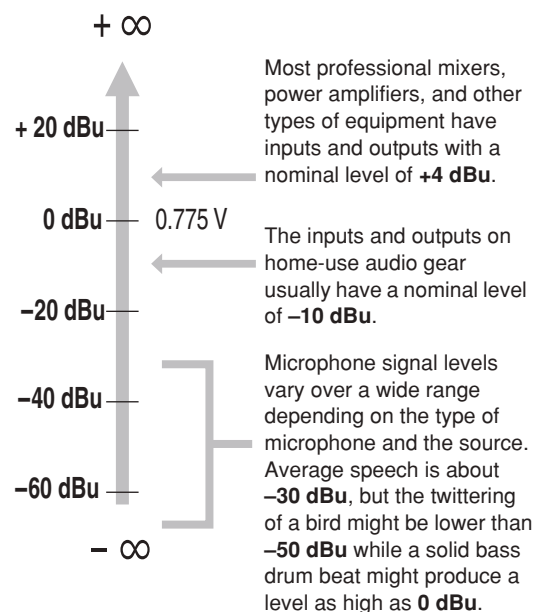 + ∞
Most professional mixers,
power amplifiers, and other
types of equipment have
inputs and outputs with a
nominal level of +4 dBu.
+ 20 dBu
0 dBu
0.775 V
The inputs and outputs on
home-use audio gear
usually have a nominal level
of –10 dBu.
–20 dBu
Microphone signal levels
vary over a wide range
depending on the type of
microphone and the source.
Average speech is about
–30 dBu, but the twittering
of a bird might be lower than
–50 dBu while a solid bass
drum beat might produce a
level as high as 0 dBu.
–40 dBu
–60 dBu
– ∞